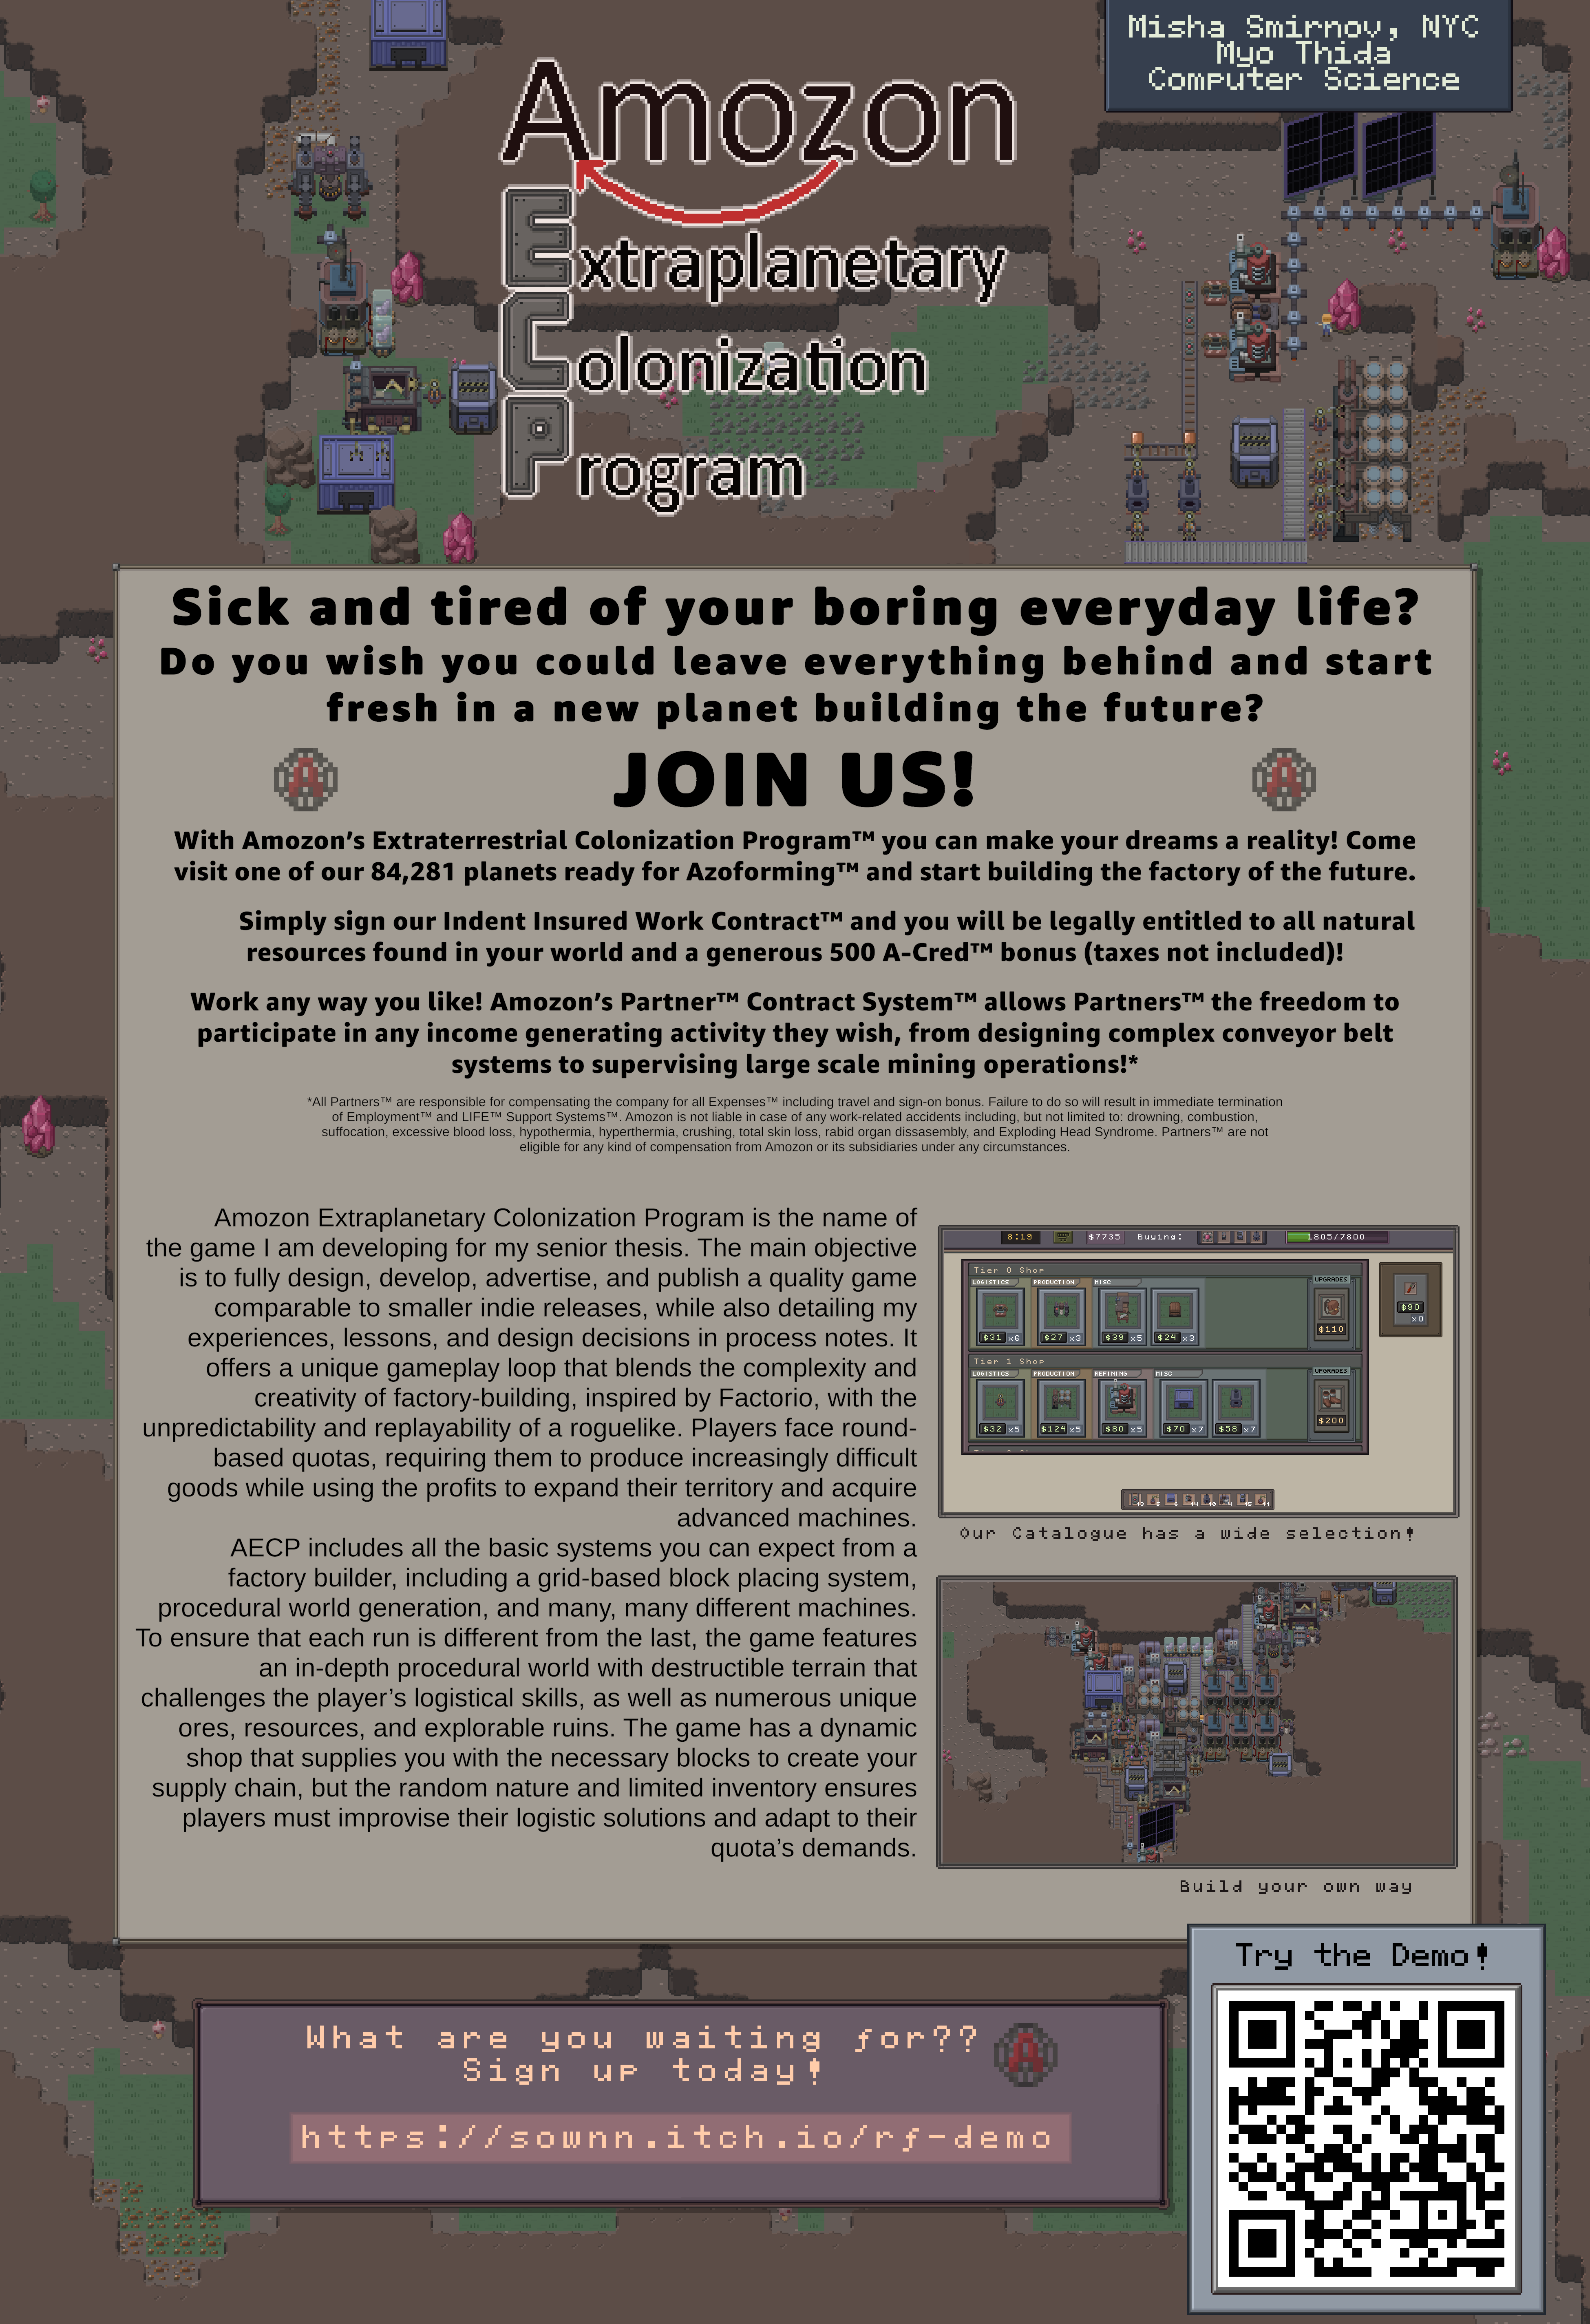 Misha Smirnov, NYC
Myo Thida
Computer Science
Amozon
Extraplanetary
Colonization
Program
Sick and tired of your boring everyday life?
Do you wish you could leave everything behind and start
fresh in a new planet building the future?
A
JOIN US!
A
With Amozon’s Extraterrestrial Colonization Program™ you can make your dreams a reality! Come
visit one of our 84,281 planets ready for Azoforming™ and start building the factory of the future.
Simply sign our Indent Insured Work Contract™ and you will be legally entitled to all natural
resources found in your world and a generous 500 A-Cred™ bonus (taxes not included)!
Work any way you like! Amozon’s Partner™ Contract System™ allows Partners™ the freedom to
participate in any income generating activity they wish, from designing complex conveyor belt
systems to supervising large scale mining operations!*
*All Partners™ are responsible for compensating the company for all Expenses™ including travel and sign-on bonus. Failure to do so will result in immediate termination
of Employment™ and LIFE™ Support Systems™. Amozon is not liable in case of any work-related accidents including, but not limited to: drowning, combustion,
suffocation, excessive blood loss, hypothermia, hyperthermia, crushing, total skin loss, rabid organ dissasembly, and Exploding Head Syndrome. Partners™ are not
eligible for any kind of compensation from Amozon or its subsidiaries under any circumstances.
Amozon Extraplanetary Colonization Program is the name of
the game I am developing for my senior thesis. The main objective
is to fully design, develop, advertise, and publish a quality game
comparable to smaller indie releases, while also detailing my
experiences, lessons, and design decisions in process notes. It
offers a unique gameplay loop that blends the complexity and
creativity of factory-building, inspired by Factorio, with the
unpredictability and replayability of a roguelike. Players face round-
based quotas, requiring them to produce increasingly difficult
goods while using the profits to expand their territory and acquire
advanced machines.
AECP includes all the basic systems you can expect from a
factory builder, including a grid-based block placing system,
procedural world generation, and many, many different machines.
To ensure that each run is different from the last, the game features
an in-depth procedural world with destructible terrain that
challenges the player’s logistical skills, as well as numerous unique
ores, resources, and explorable ruins. The game has a dynamic
shop that supplies you with the necessary blocks to create your
supply chain, but the random nature and limited inventory ensures
players must improvise their logistic solutions and adapt to their
quota’s demands.
8:19 $7735 Buying: 1805/7800
Tier 0 Shop
LOGISTICS PRODUCTION MISC UPGRADES
$31 x6 $27 x3 $39 x5 $24 x3 $110
$90
x0
Tier 1 Shop
LOGISTICS PRODUCTION REFINING MISC UPGRADES
$32 x5 $124 x5 $80 x5 $70 x7 $58 x7 $200
Our Catalogue has a wide selection!
Build your own way
Try the Demo!
What are you waiting for??
Sign up today!
A
https://sownn.itch.io/rf-demo